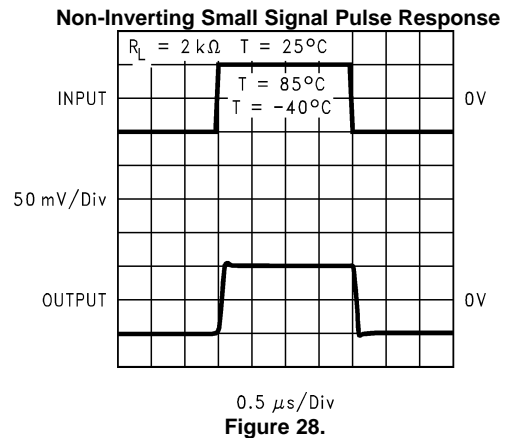 Non-Inverting Small Signal Pulse Response
R_L = 2 kΩ T = 25°C
T = 85°C
T = -40°C
INPUT 0V
50 mV/Div
OUTPUT 0V
0.5 μs/Div
Figure 28.